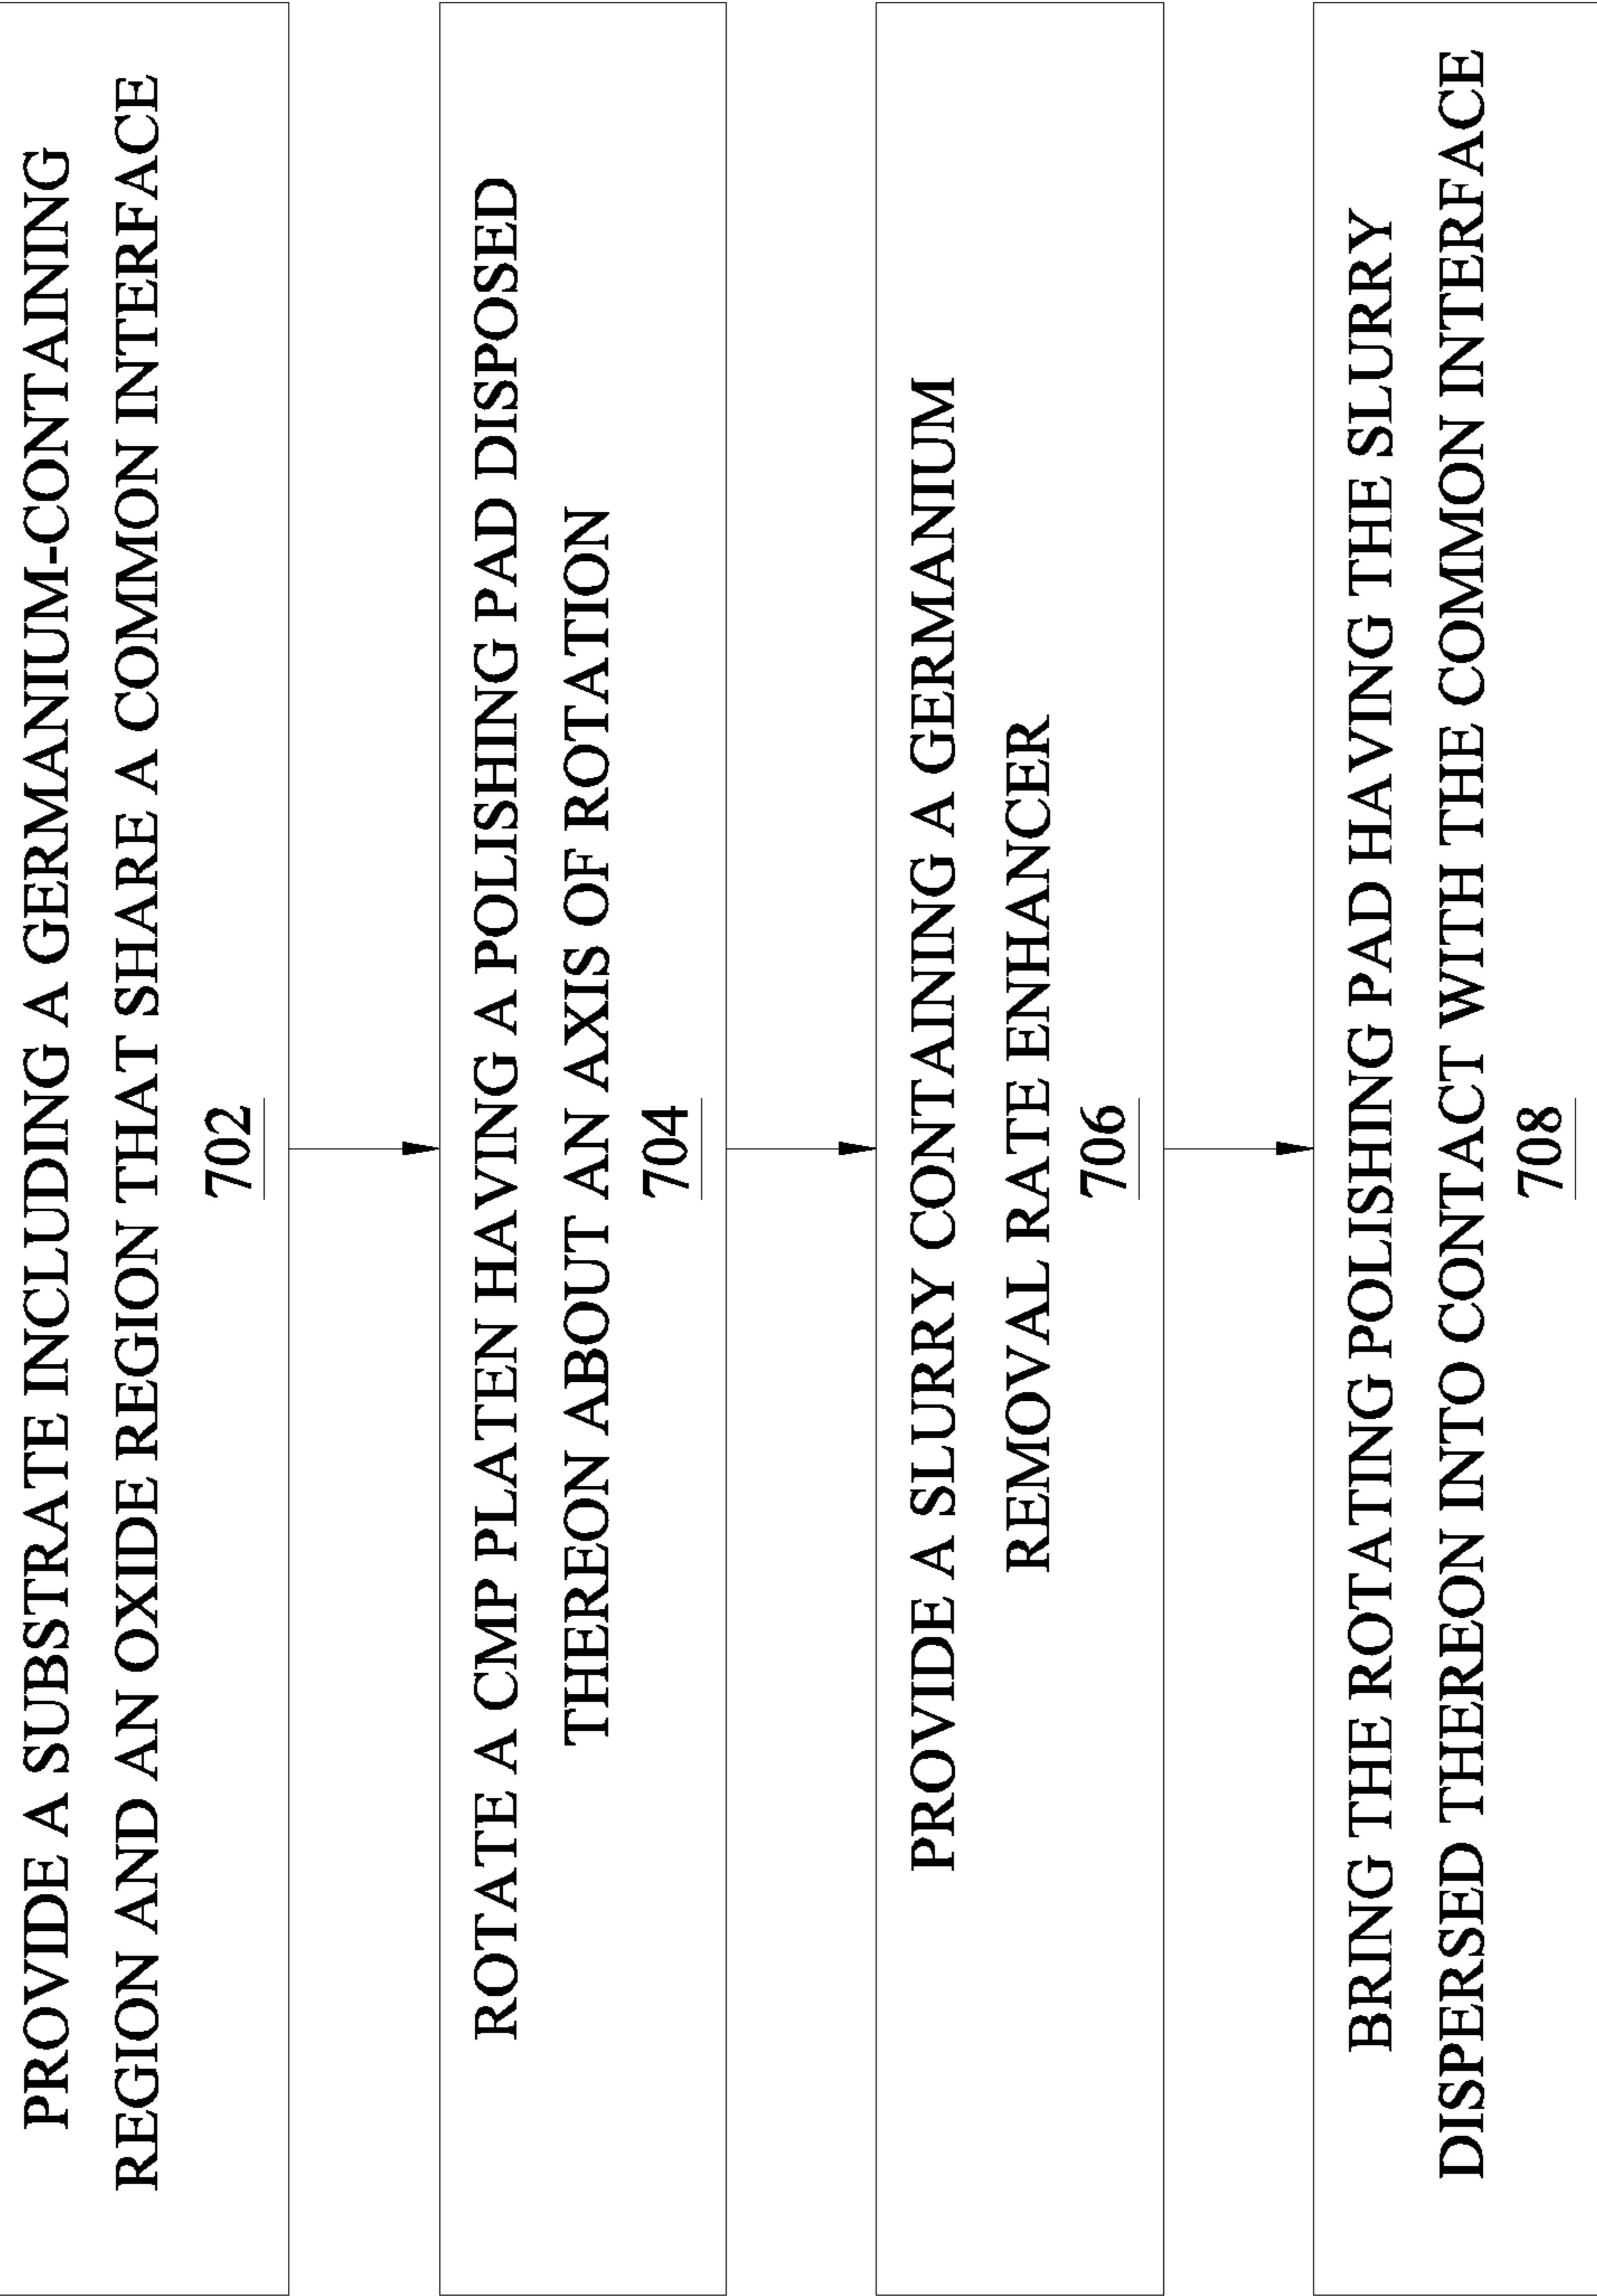 PROVIDE A SUBSTRATE INCLUDING A GERMANIUM-CONTAINING
REGION AND AN OXIDE REGION THAT SHARE A COMMON INTERFACE
702
ROTATE A CMP PLATEN HAVING A POLISHING PAD DISPOSED
THEREON ABOUT AN AXIS OF ROTATION
704
PROVIDE A SLURRY CONTAINING A GERMANIUM
REMOVAL RATE ENHANCER
706
BRING THE ROTATING POLISHING PAD HAVING THE SLURRY
DISPERSED THEREON INTO CONTACT WITH THE COMMON INTERFACE
708